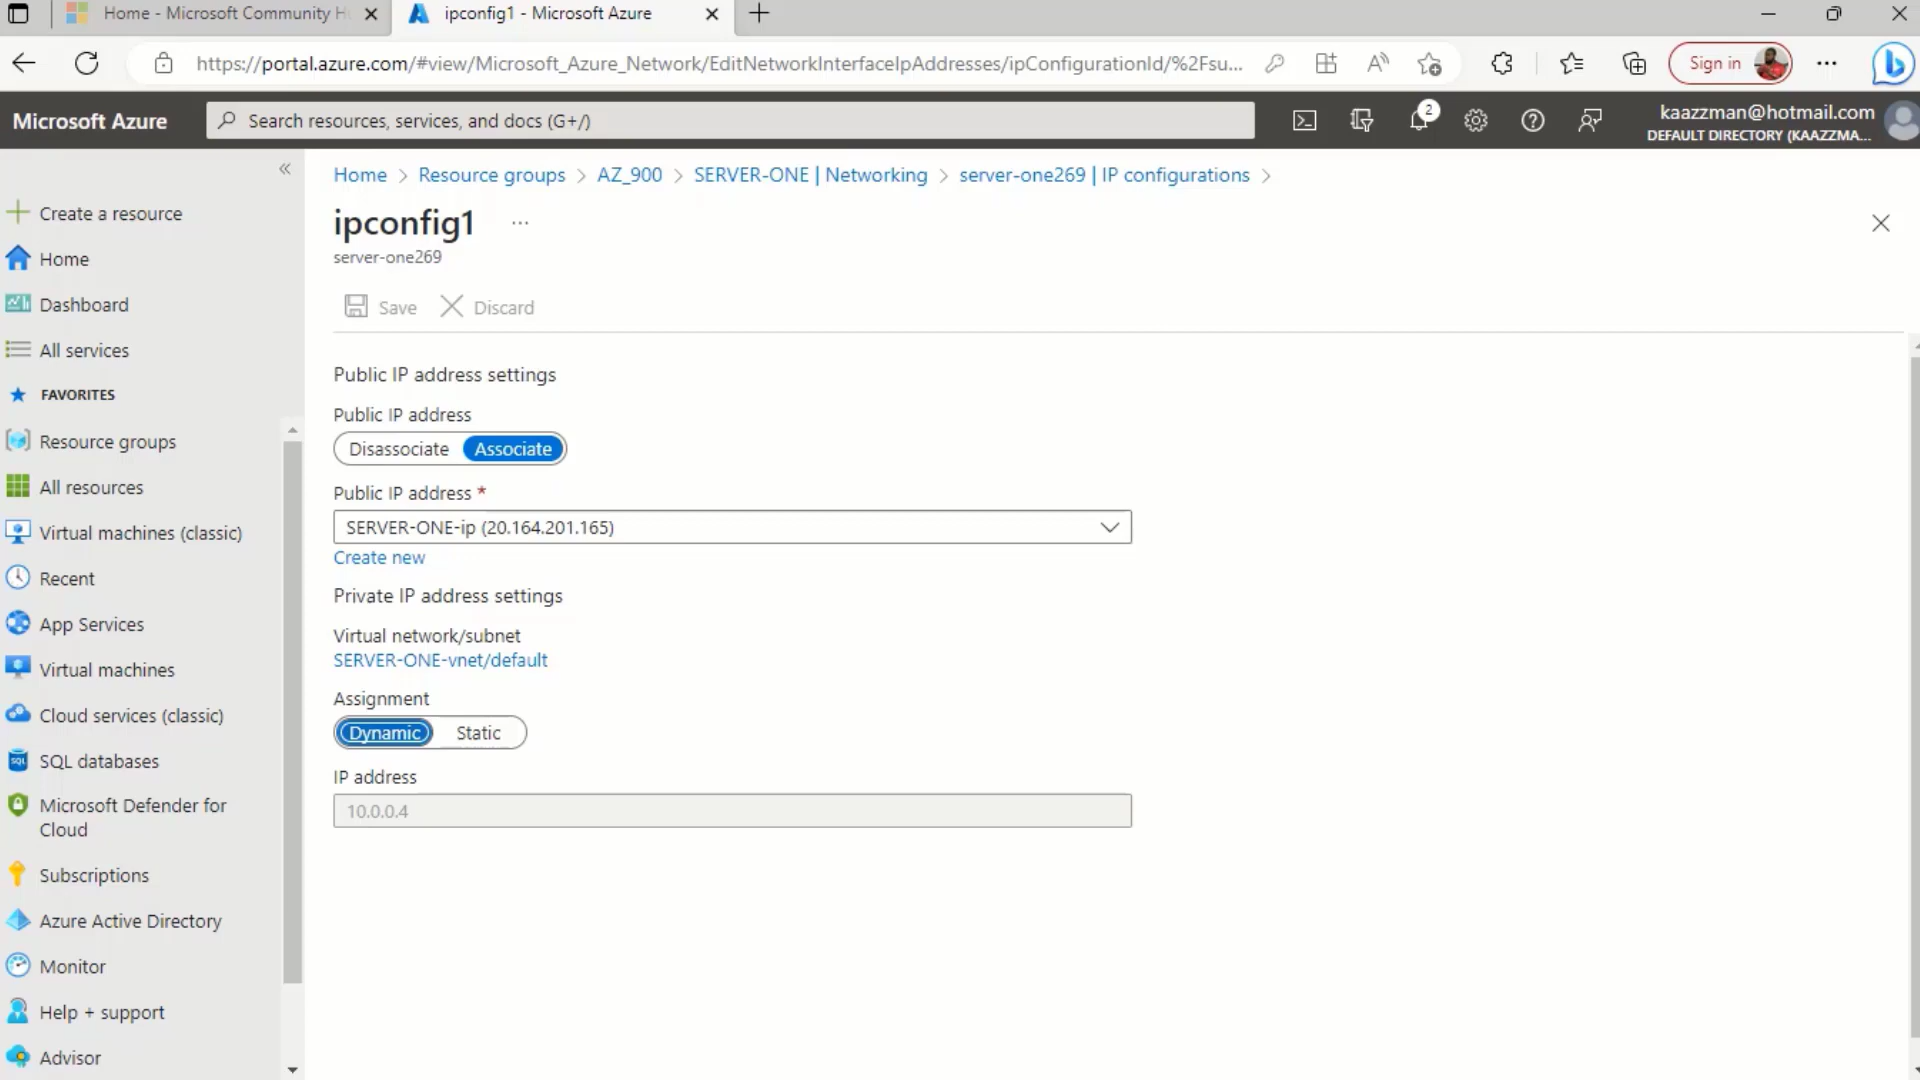 Home - Microsoft Community H
ipconfig1 - Microsoft Azure
https://portal.azure.com/#view/Microsoft_Azure_Network/EditNetworkInterfaceIpAddresses/ipConfigurationId/%2Fsu...
Sign in
Microsoft Azure
Search resources, services, and docs (G+/)
2
kaazzman@hotmail.com
DEFAULT DIRECTORY (KAAZZMA...
Home > Resource groups > AZ_900 > SERVER-ONE | Networking > server-one269 | IP configurations >
ipconfig1 ...
server-one269
Save Discard
Create a resource
Home
Dashboard
All services
FAVORITES
Resource groups
All resources
Virtual machines (classic)
Recent
App Services
Virtual machines
Cloud services (classic)
SQL
SQL databases
Microsoft Defender for
Cloud
Subscriptions
Azure Active Directory
Monitor
Help + support
Advisor
Public IP address settings
Public IP address
Disassociate Associate
Public IP address *
SERVER-ONE-ip (20.164.201.165)
Create new
Private IP address settings
Virtual network/subnet
SERVER-ONE-vnet/default
Assignment
Dynamic Static
IP address
10.0.0.4